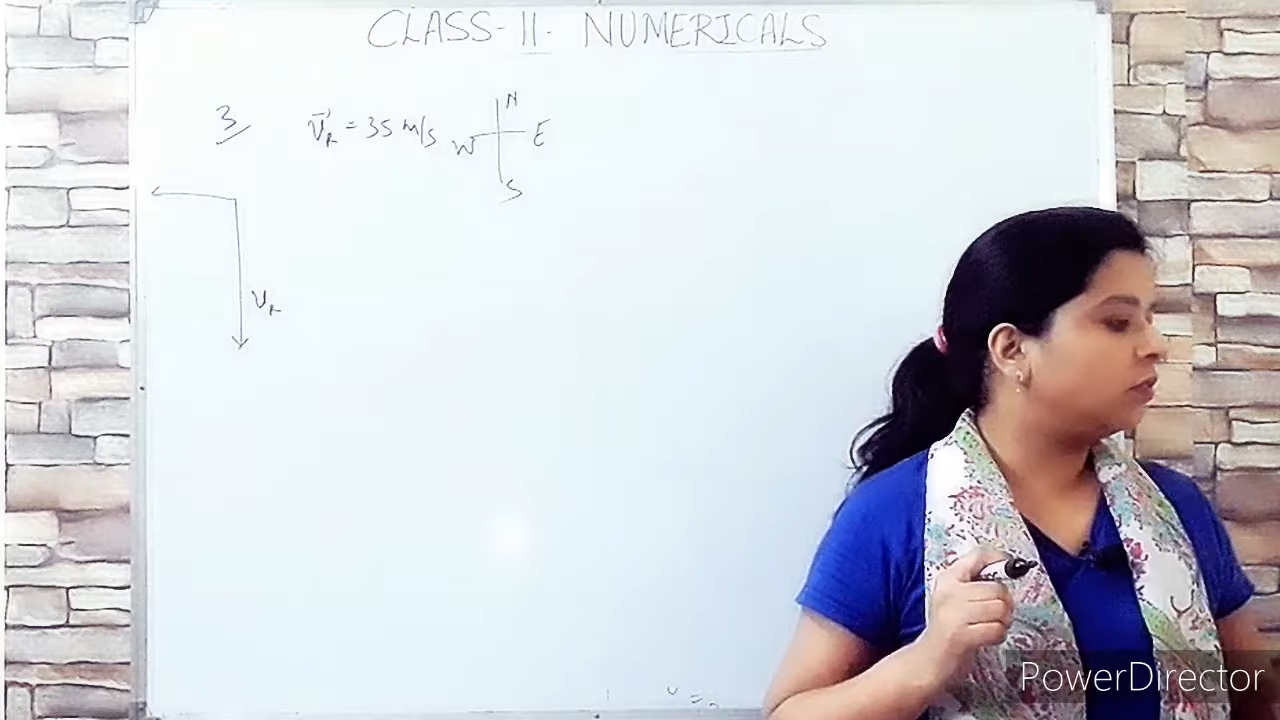 CLASS-11- NUMERICALS
N
3 v⃗ᵣ = 35 m/s W E
S
vᵣ
PowerDirector